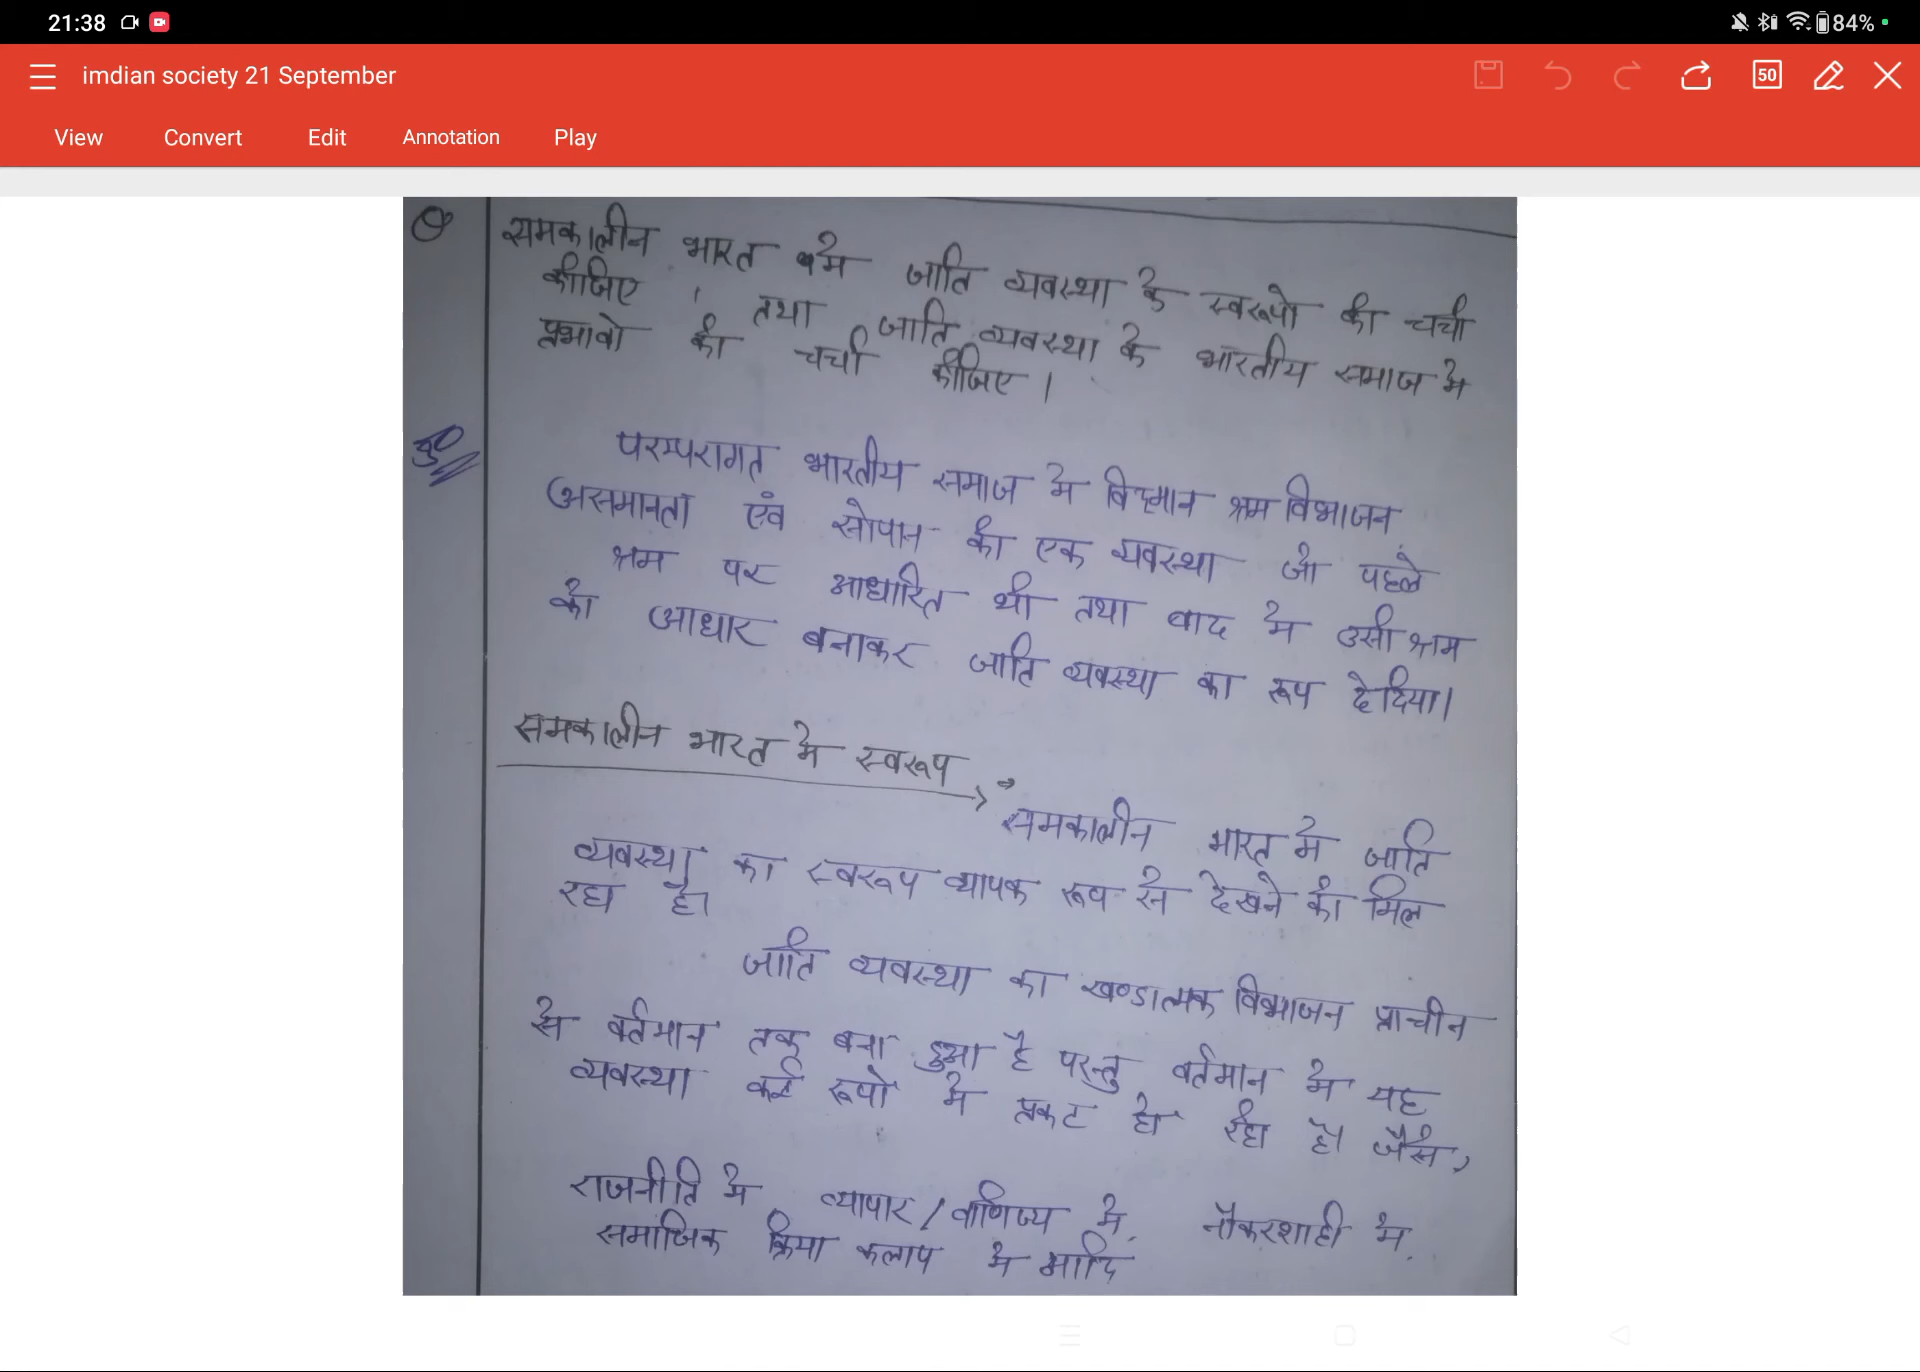 21:38
84%
imdian society 21 September
50
View Convert Edit Annotation Play
समकालीन भारत में जाति व्यवस्था के स्वरूपो की चर्चा
कीजिए । तथा जाति व्यवस्था के भारतीय समाज मे
प्रभावो की चर्चा कीजिए ।
उ०
परम्परागत भारतीय समाज मे विद्यमान श्रम विभाजन
असमानता एंव सोपान की एक व्यवस्था जो पहले
श्रम पर आधारित थी तथा बाद मे उसी श्रम
को आधार बनाकर जाति व्यवस्था का रूप दे दिया।
समकालीन भारत मे स्वरूप
समकालीन भारत मे जाति
व्यवस्था का स्वरूप व्यापक रूप से देखने को मिल
रहा है।
जाति व्यवस्था का खण्डात्मक विभाजन प्राचीन
से वर्तमान तक बना हुआ है परन्तु वर्तमान मे यह
व्यवस्था कई रूपो मे प्रकट हो रहा है। जैसे,
राजनीति मे व्यापार / वाणिज्य मे, नौकरशाही मे,
समाजिक क्रिया कलाप मे आदि